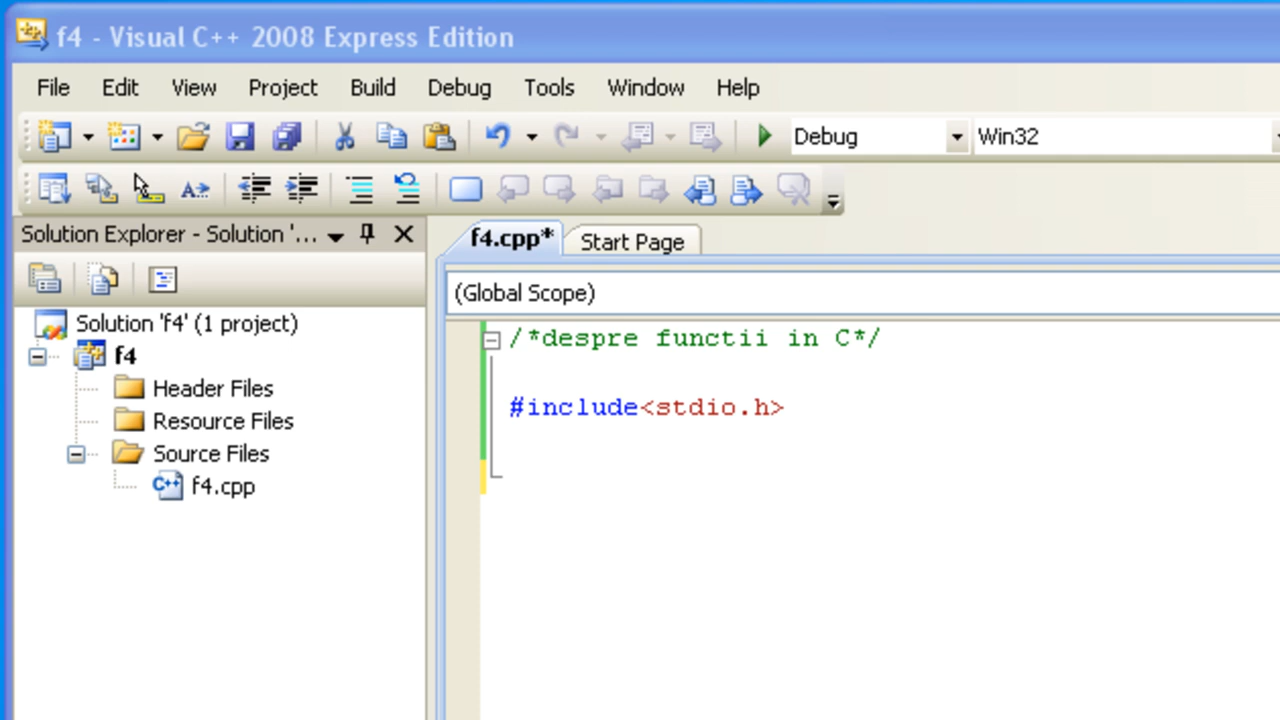 f4 - Visual C++ 2008 Express Edition
File Edit View Project Build Debug Tools Window Help
Debug Win32
Solution Explorer - Solution '...
f4.cpp* Start Page
(Global Scope)
Solution 'f4' (1 project)
f4
Header Files
Resource Files
Source Files
f4.cpp
/*despre functii in C*/
#include<stdio.h>